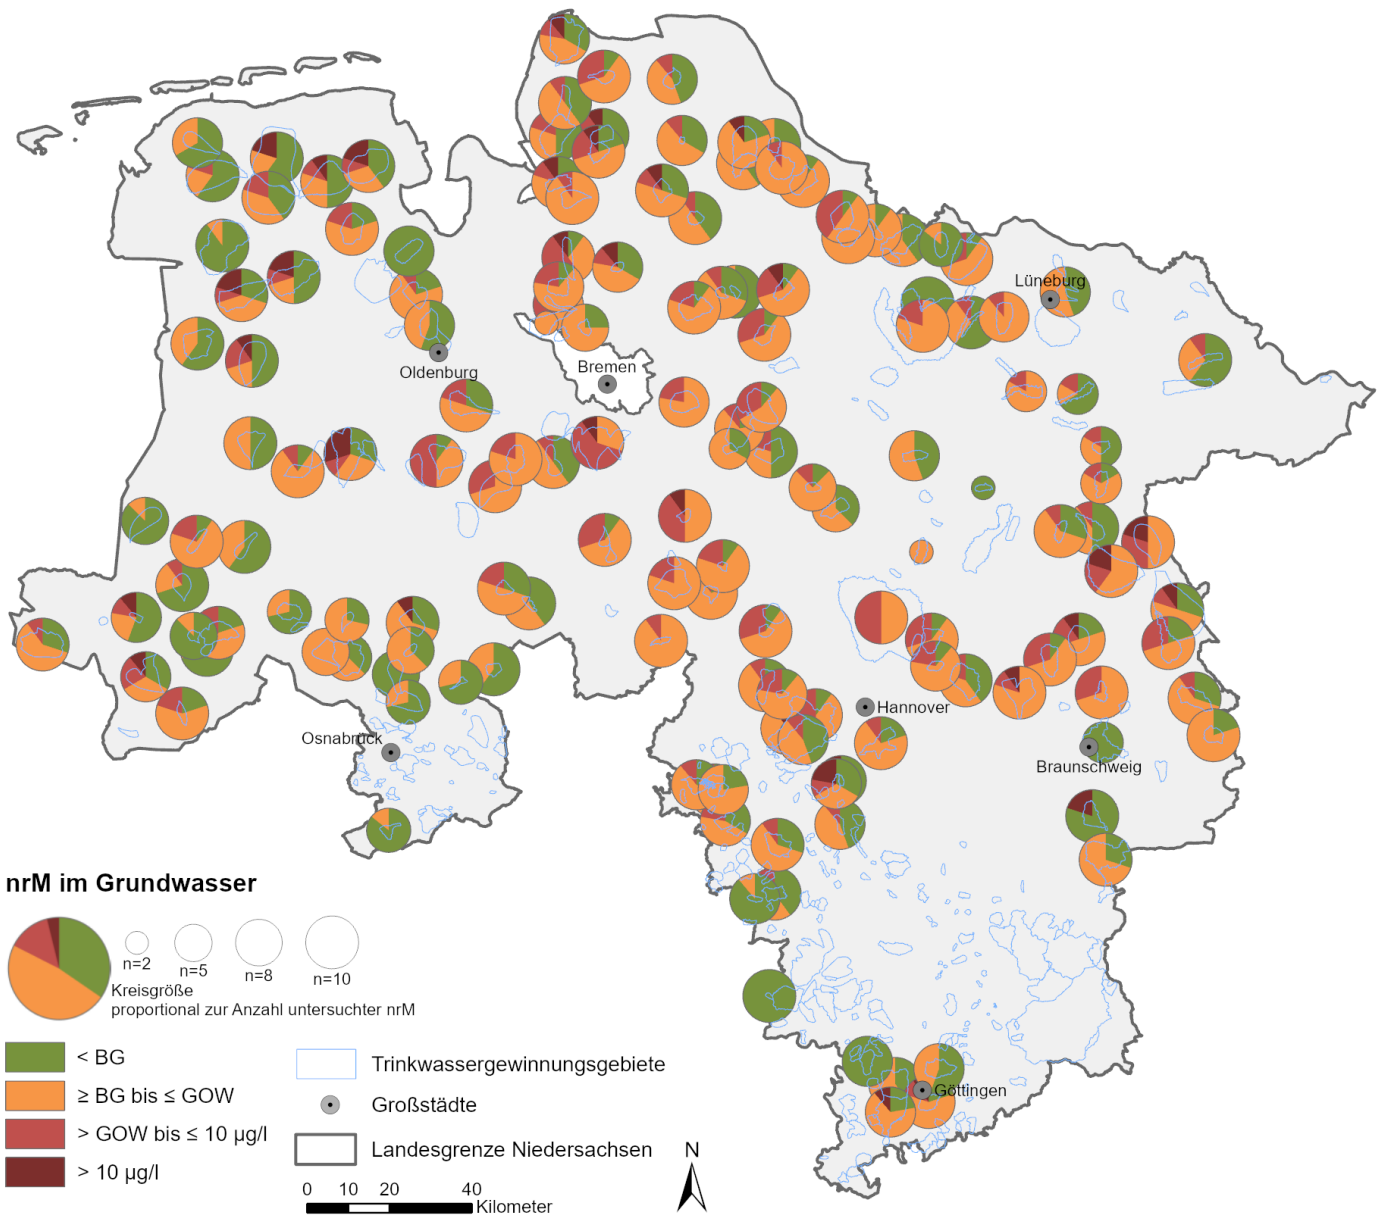 Lüneburg
Oldenburg
Bremen
Hannover
Osnabrück
Braunschweig
Göttingen
nrM im Grundwasser
n=2
n=5
n=8
n=10
Kreisgröße
proportional zur Anzahl untersuchter nrM
< BG
≥ BG bis ≤ GOW
> GOW bis ≤ 10 µg/l
> 10 µg/l
Trinkwassergewinnungsgebiete
Großstädte
Landesgrenze Niedersachsen
N
0 10 20 40
Kilometer